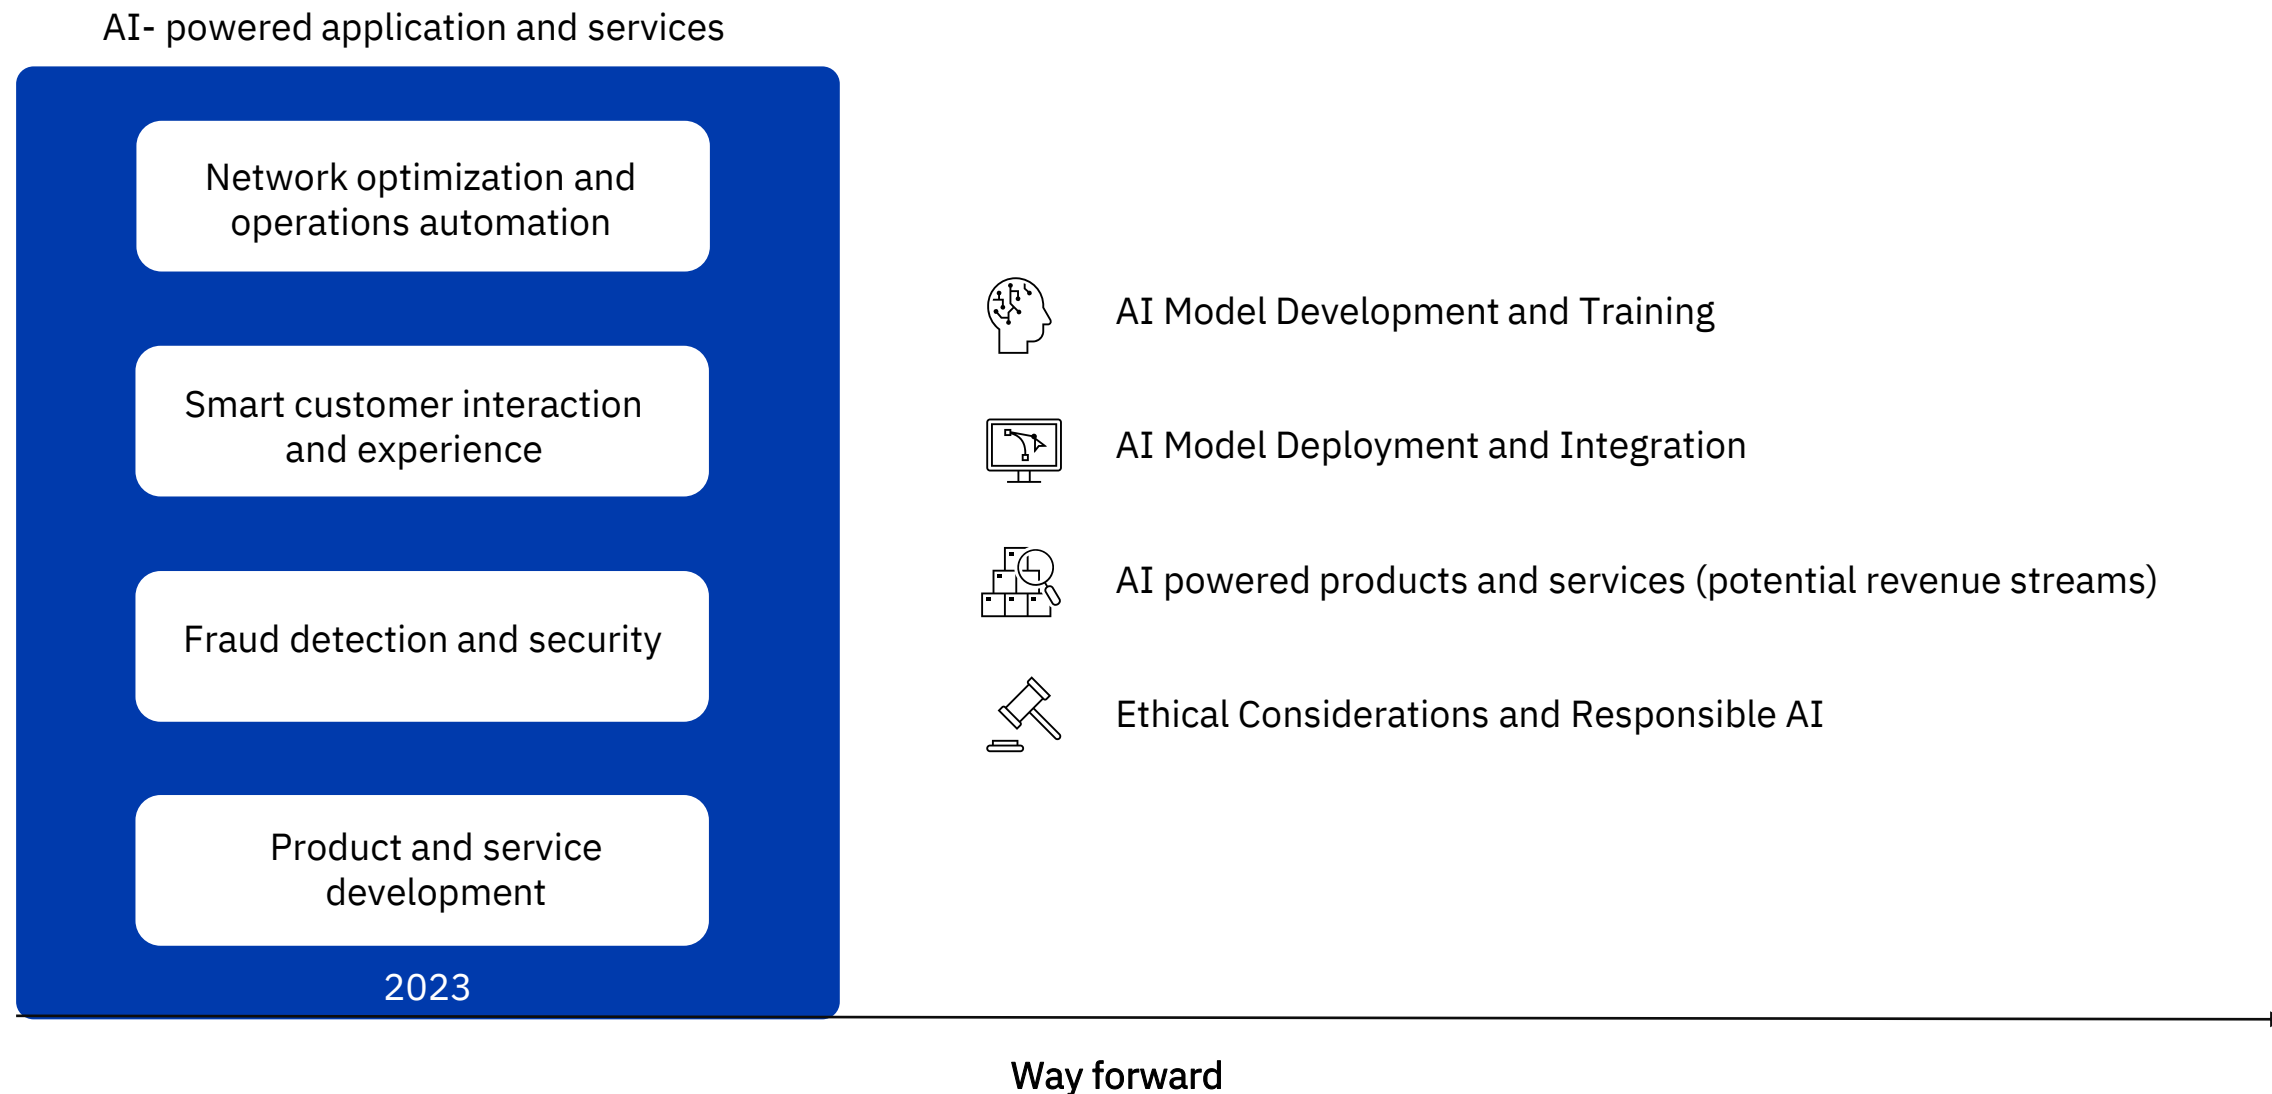 AI- powered application and services
Network optimization and
operations automation
Smart customer interaction
and experience
Fraud detection and security
Product and service
development
2023
AI Model Development and Training
AI Model Deployment and Integration
AI powered products and services (potential revenue streams)
Ethical Considerations and Responsible AI
Way forward